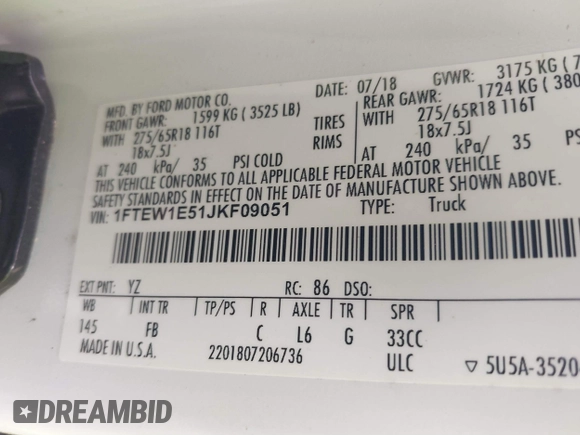 MFD. BY FORD MOTOR CO.
DATE: 07/18
GVWR: 3175 KG ( 7
FRONT GAWR: 1599 KG ( 3525 LB)
REAR GAWR: 1724 KG ( 380
WITH 275/65R18 116T
TIRES
WITH 275/65R18 116T
18x7.5J
RIMS
18x7.5J
AT 240 kPa/ 35 PSI COLD
AT 240 kPa/ 35
THIS VEHICLE CONFORMS TO ALL APPLICABLE FEDERAL MOTOR VEHICLE
SAFETY STANDARDS IN EFFECT ON THE DATE OF MANUFACTURE SHOWN ABOVE.
VIN: 1FTEW1E51JKF09051
TYPE: Truck
EXT PNT: YZ
RC: 86 DSO:
WB INT TR TP/PS R AXLE TR SPR
145 FB C L6 G 33CC
MADE IN U.S.A.
2201807206736
ULC
▽ 5U5A-3520
DREAMBID